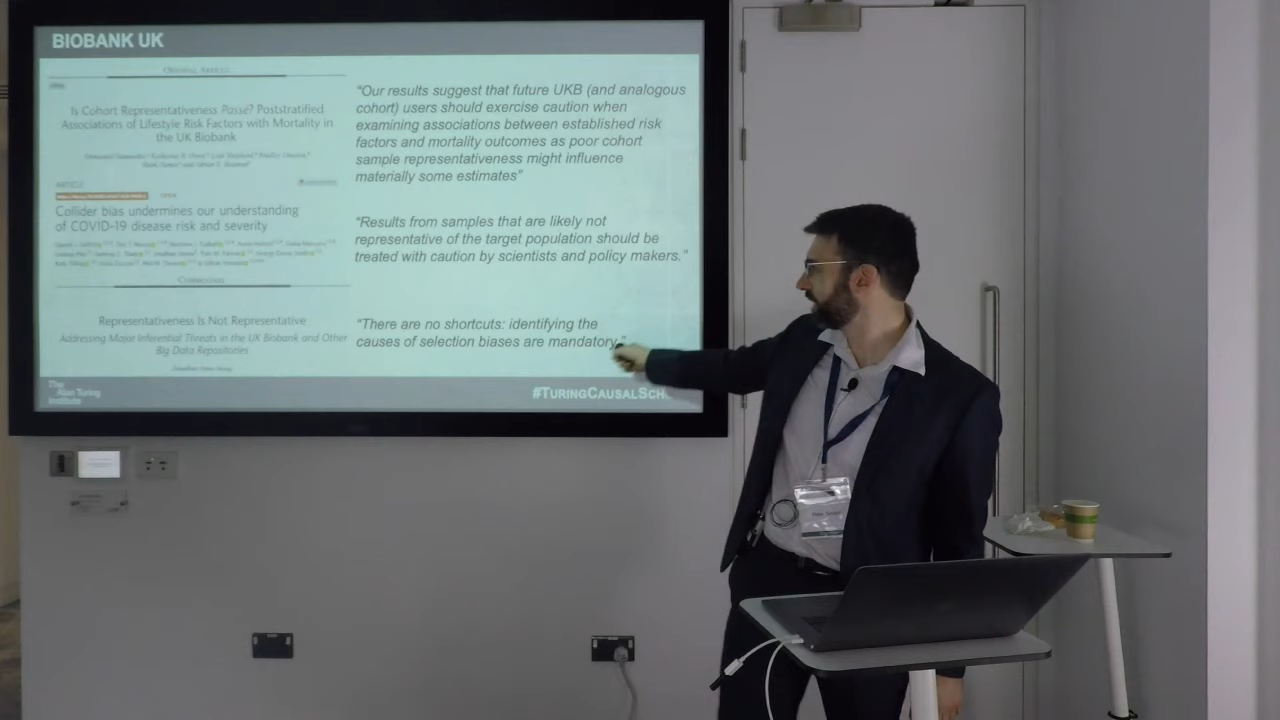 BIOBANK UK
ORIGINAL ARTICLE
Is Cohort Representativeness Passé? Poststratified
Associations of Lifestyle Risk Factors with Mortality in
the UK Biobank
ARTICLE
OPEN
Collider bias undermines our understanding
of COVID-19 disease risk and severity
COMMENTARY
Representativeness Is Not Representative
Addressing Major Inferential Threats in the UK Biobank and Other
Big Data Repositories
“Our results suggest that future UKB (and analogous
cohort) users should exercise caution when
examining associations between established risk
factors and mortality outcomes as poor cohort
sample representativeness might influence
materially some estimates”
“Results from samples that are likely not
representative of the target population should be
treated with caution by scientists and policy makers.”
“There are no shortcuts: identifying the
causes of selection biases are mandatory.”
The
Alan Turing
Institute
#TURINGCAUSALSCH